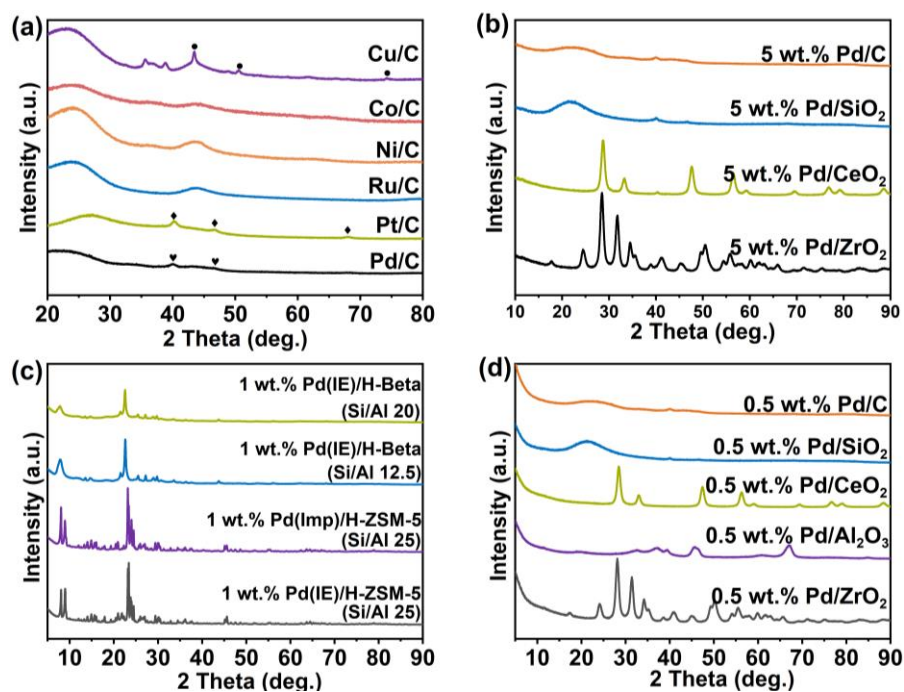 (a)
Cu/C
Co/C
Ni/C
Ru/C
Pt/C
Pd/C
Intensity (a.u.)
20 30 40 50 60 70 80
2 Theta (deg.)
(b)
5 wt.% Pd/C
5 wt.% Pd/SiO₂
5 wt.% Pd/CeO₂
5 wt.% Pd/ZrO₂
Intensity (a.u.)
10 20 30 40 50 60 70 80 90
2 Theta (deg.)
(c)
1 wt.% Pd(IE)/H-Beta
(Si/Al 20)
1 wt.% Pd(IE)/H-Beta
(Si/Al 12.5)
1 wt.% Pd(Imp)/H-ZSM-5
(Si/Al 25)
1 wt.% Pd(IE)/H-ZSM-5
(Si/Al 25)
Intensity (a.u.)
10 20 30 40 50 60 70 80 90
2 Theta (deg.)
(d)
0.5 wt.% Pd/C
0.5 wt.% Pd/SiO₂
0.5 wt.% Pd/CeO₂
0.5 wt.% Pd/Al₂O₃
0.5 wt.% Pd/ZrO₂
Intensity (a.u.)
10 20 30 40 50 60 70 80 90
2 Theta (deg.)